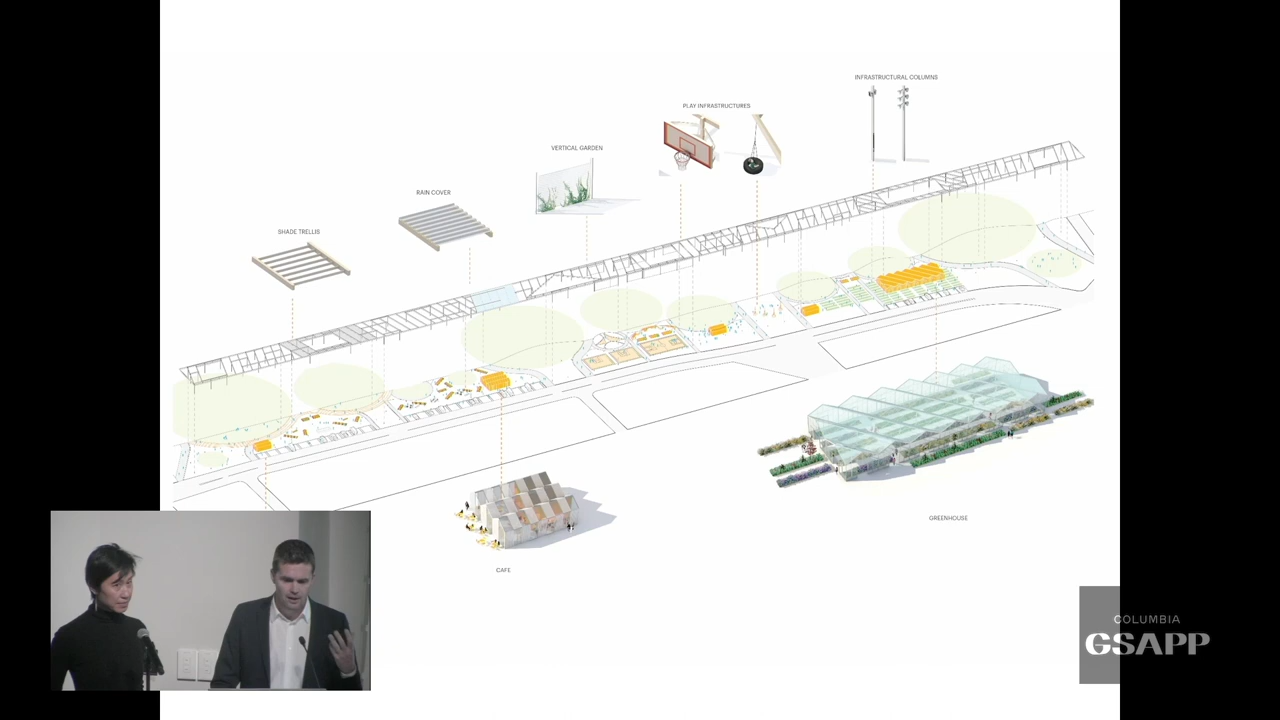 INFRASTRUCTURAL COLUMNS
PLAY INFRASTRUCTURES
VERTICAL GARDEN
RAIN COVER
SHADE TRELLIS
GREENHOUSE
CAFE
COLUMBIA
GSAPP